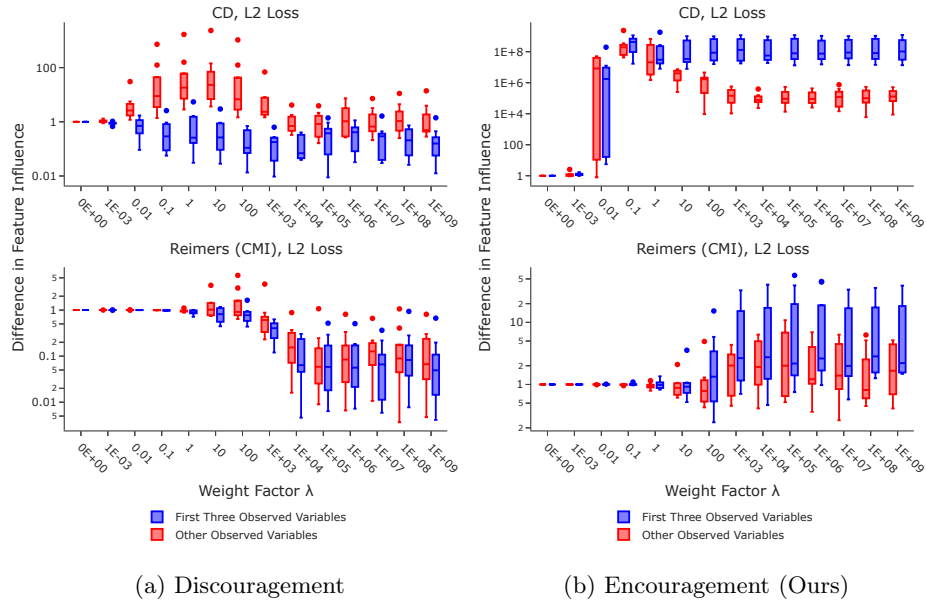 CD, L2 Loss
100
1
0.01
0E+00
1E-03
0.01
0.1
1
10
100
1E+03
1E+04
1E+05
1E+06
1E+07
1E+08
1E+09
Reimers (CMI), L2 Loss
5
2
1
5
2
0.1
5
2
0.01
5
0E+00
1E-03
0.01
0.1
1
10
100
1E+03
1E+04
1E+05
1E+06
1E+07
1E+08
1E+09
Difference in Feature Influence
Weight Factor λ
First Three Observed Variables
Other Observed Variables
(a) Discouragement
CD, L2 Loss
1E+8
1E+6
1E+4
100
1
0E+00
1E-03
0.01
0.1
1
10
100
1E+03
1E+04
1E+05
1E+06
1E+07
1E+08
1E+09
Reimers (CMI), L2 Loss
5
2
10
5
2
1
5
2
0E+00
1E-03
0.01
0.1
1
10
100
1E+03
1E+04
1E+05
1E+06
1E+07
1E+08
1E+09
Difference in Feature Influence
Weight Factor λ
First Three Observed Variables
Other Observed Variables
(b) Encouragement (Ours)